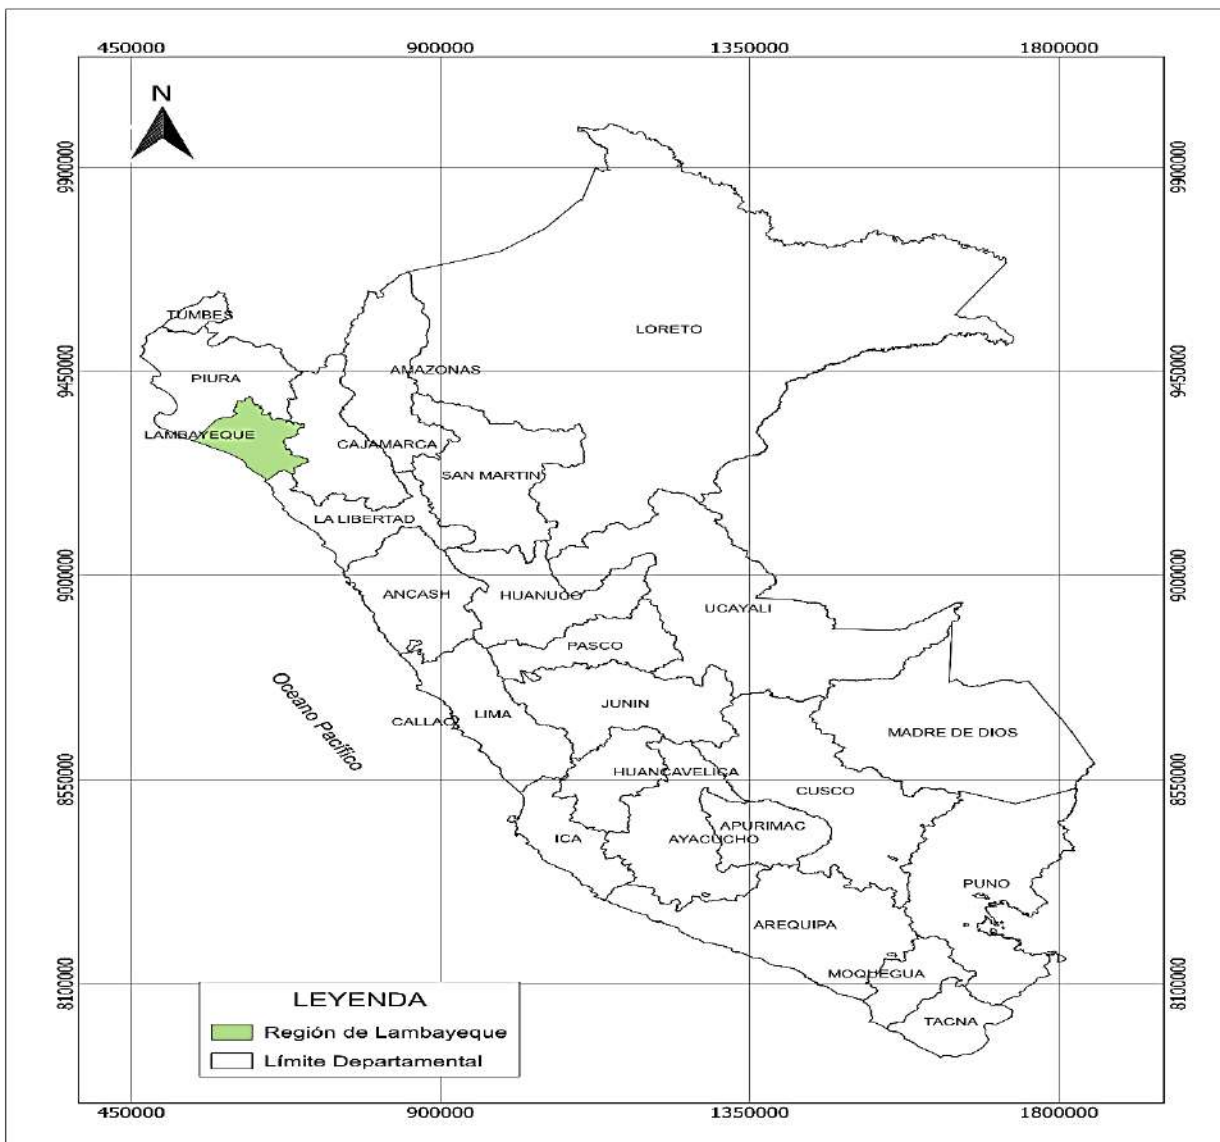 450000 900000 1350000 1800000
N
9900000 9900000
TUMBES
LORETO
9450000 9450000
AMAZONAS
PIURA
LAMBAYEQUE
CAJAMARCA
SAN MARTIN
LA LIBERTAD
9000000 9000000
ANCASH
HUANUCO
UCAYALI
PASCO
Oceano Pacífico
JUNIN
LIMA
CALLAO
MADRE DE DIOS
8550000 8550000
HUANCAVELICA
CUSCO
APURIMAC
ICA
AYACUCHO
PUNO
AREQUIPA
MOQUEGUA
8100000 8100000
TACNA
LEYENDA
Región de Lambayeque
Límite Departamental
450000 900000 1350000 1800000